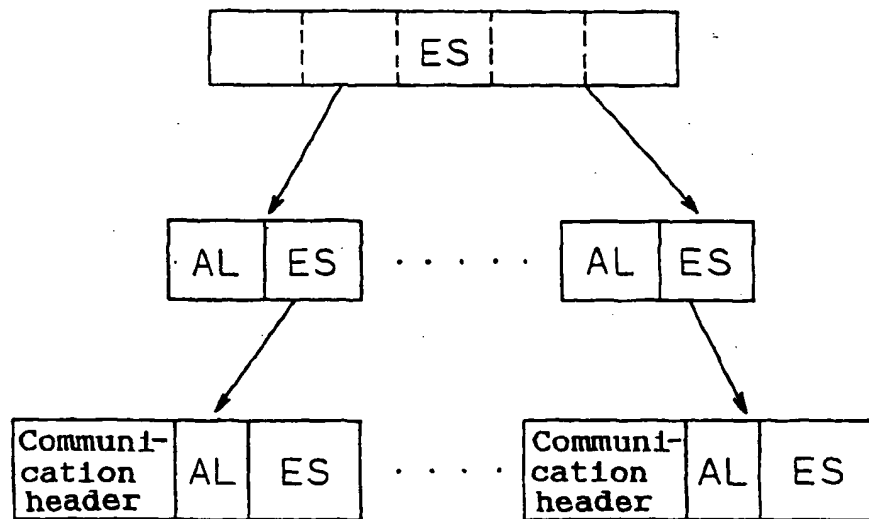 ES
AL ES ..... AL ES
Communi-
cation
header AL ES .... Communi-
cation
header AL ES